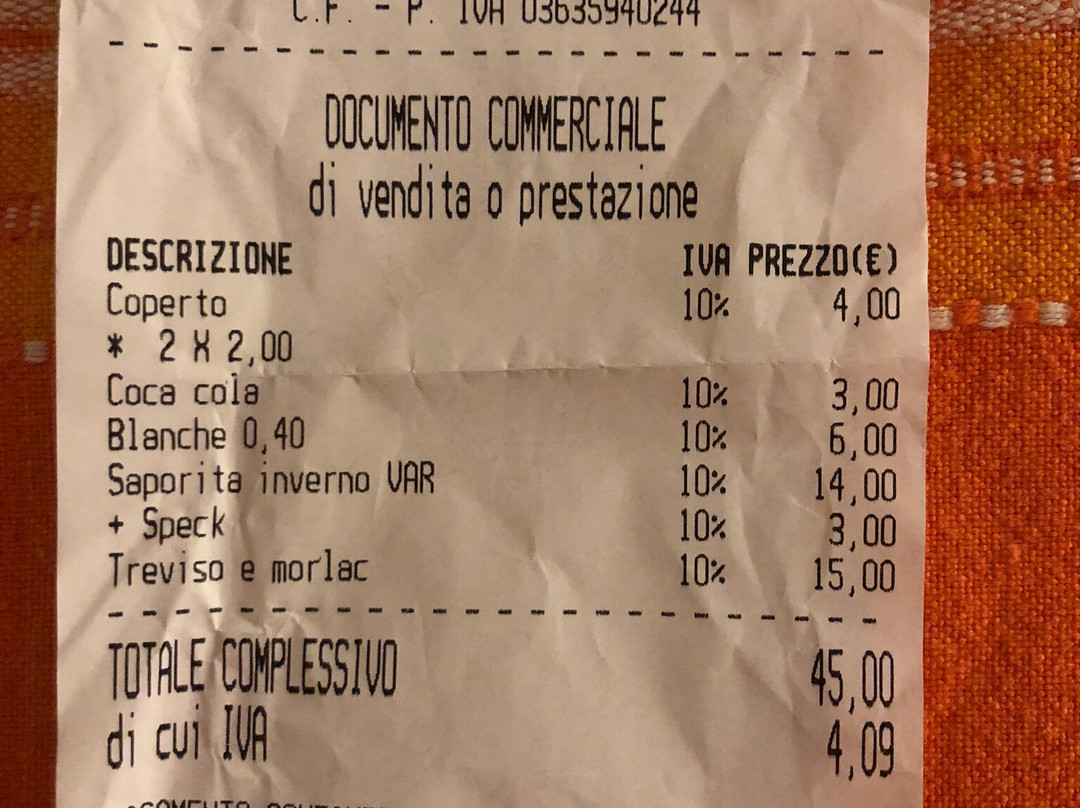 C.F. - P. IVA 03635940244
DOCUMENTO COMMERCIALE
di vendita o prestazione
DESCRIZIONE IVA PREZZO(€)
Coperto 10% 4,00
* 2 X 2,00
Coca cola 10% 3,00
Blanche 0,40 10% 6,00
Saporita inverno VAR 10% 14,00
+ Speck 10% 3,00
Treviso e morlac 10% 15,00
TOTALE COMPLESSIVO 45,00
di cui IVA 4,09